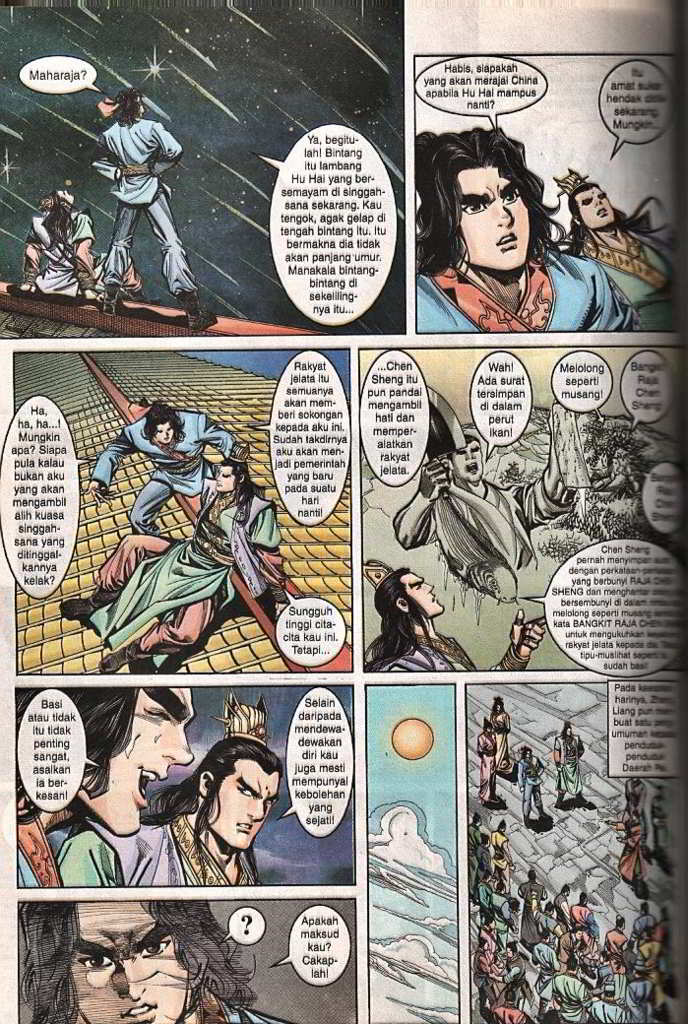 Maharaja?
Ya, begitu-
lah! Bintang
itu lambang
Hu Hai yang ber-
semayam di singgah-
sana sekarang. Kau
tengok, agak gelap di
tengah bintang itu. Itu
bermakna dia tidak
akan panjang umur.
Manakala bintang-
bintang di
sekeliling-
nya itu...
Habis, siapakah
yang akan merajai China
apabila Hu Hai mampus
nanti?
Itu
amat sukar
hendak
sekarang.
Mungkin...
Ha,
ha, ha...!
Mungkin
apa? Siapa
pula kalau
bukan aku
yang akan
mengambil
alih kuasa
singgah-
sana yang
ditinggal-
kannya
kelak?
Rakyat
jelata itu
semuanya
akan mem-
beri sokongan
kepada aku ini.
Sudah takdirnya
aku akan men-
jadi pemerintah
yang baru
pada suatu
hari
nanti!
Sungguh
tinggi cita-
cita kau ini.
Tetapi...
...Chen
Sheng itu
pun pandai
mengambil
hati dan
memper-
alatkan
rakyat
jelata.
Wah!
Ada surat
tersimpan
di dalam
perut
ikan!
Melolong
seperti
musang!
Raja
Chen
Sheng
Chen Sheng
pernah menyimpan
dengan perkataan-
yang berbunyi RAJA
SHENG dan menghantar
bersembunyi di dalam
melolong seperti musang
kata BANGKIT RAJA CHEN
untuk mengukuhkan
rakyat jelata kepada dia.
tipu-muslihat
sudah basi!
Basi
atau tidak
itu tidak
penting
sangat,
asalkan
ia ber-
kesan!
Selain
daripada
mendewa-
dewakan
diri kau
juga mesti
mempunyai
kebolehan
yang
sejati!
Pada
harinya,
Liang pun
buat satu
umuman
Daerah
?
Apakah
maksud
kau?
Cakap-
lah!